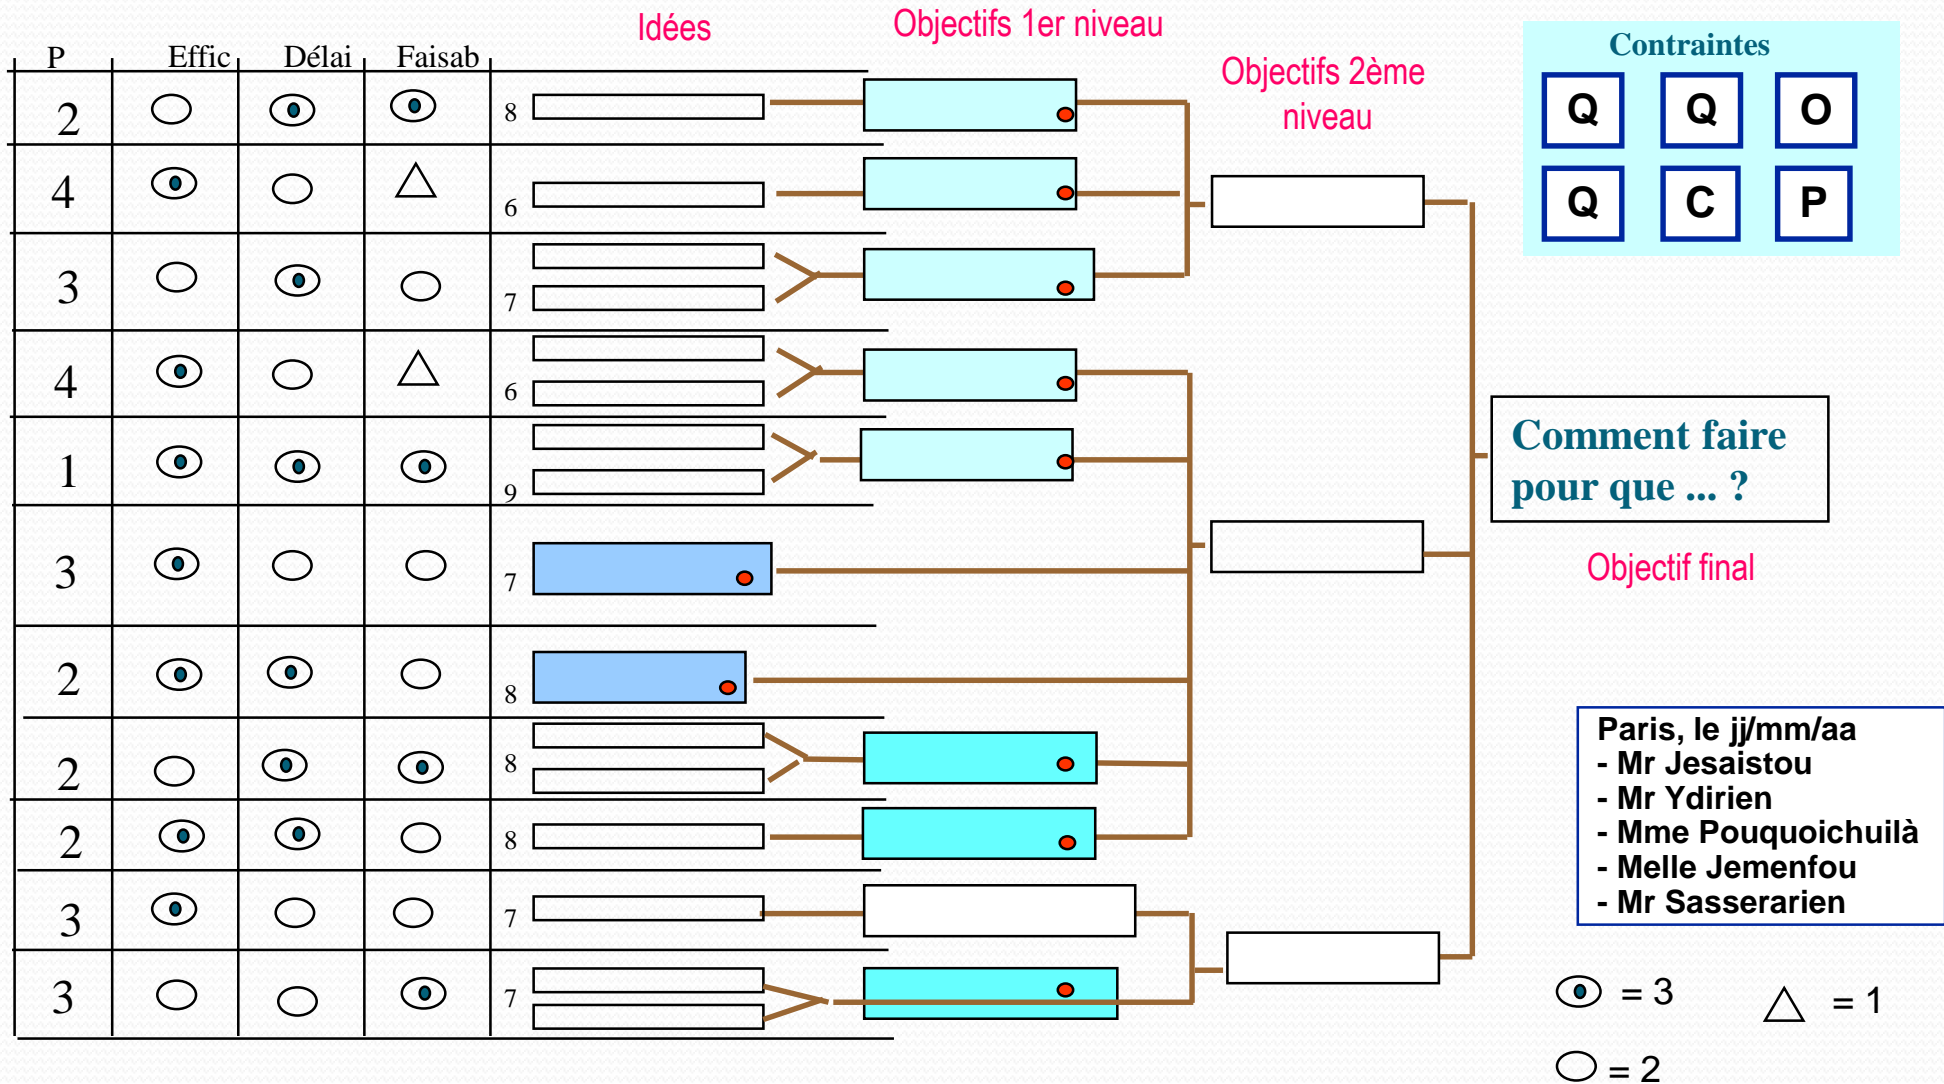 Idées
Objectifs 1er niveau
Objectifs 2ème
niveau
Contraintes
Q Q O
Q C P
P Effic Délai Faisab
2 8
4 6
3 7
4 6
1 9
3 7
2 8
2 8
2 8
3 7
3 7
Comment faire
pour que ... ?
Objectif final
Paris, le jj/mm/aa
- Mr Jesaistou
- Mr Ydirien
- Mme Pouquoichuilà
- Melle Jemenfou
- Mr Sasserarien
= 3 = 1
= 2